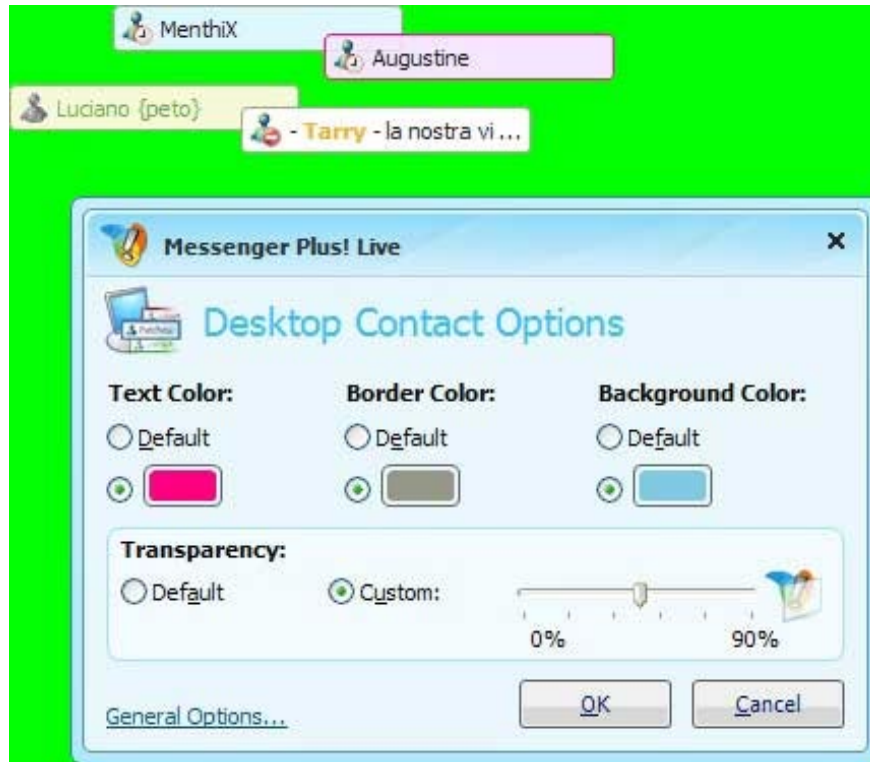 MenthiX
Augustine
Luciano {peto}
- Tarry - la nostra vi ...
Messenger Plus! Live
Desktop Contact Options
Text Color: Border Color: Background Color:
Default Default Default
Transparency:
Default Custom:
0% 90%
General Options... OK Cancel